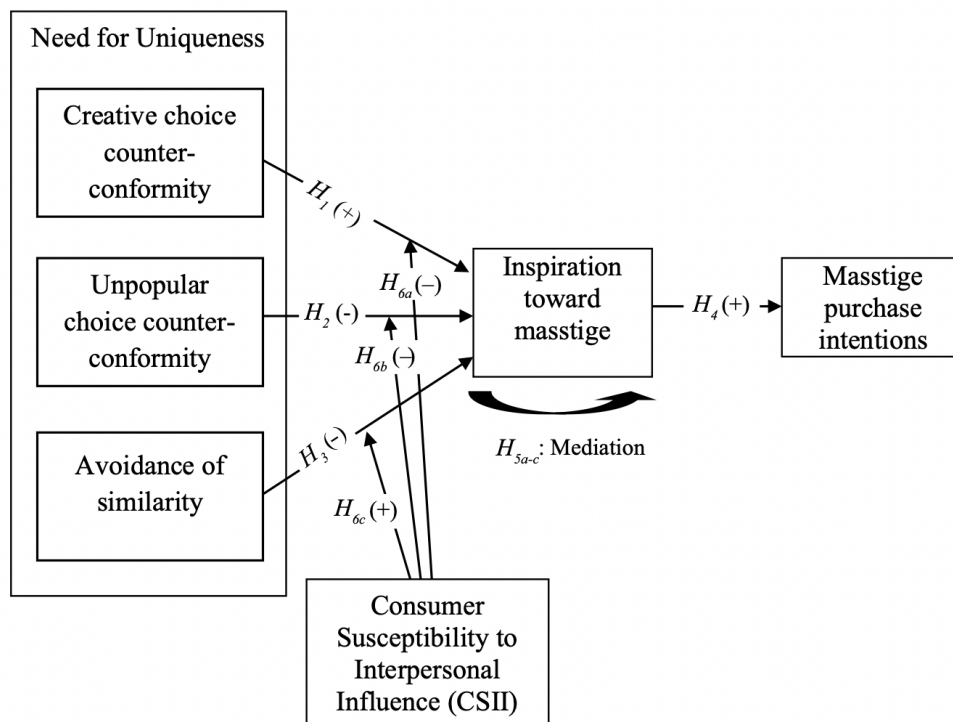 Need for Uniqueness
Creative choice
counter-
conformity
Unpopular
choice counter-
conformity
Avoidance of
similarity
H1 (+)
H2 (-)
H3 (-)
H6a (–)
H6b (–)
H6c (+)
Inspiration
toward
masstige
H4 (+)
Masstige
purchase
intentions
H5a-c: Mediation
Consumer
Susceptibility to
Interpersonal
Influence (CSII)